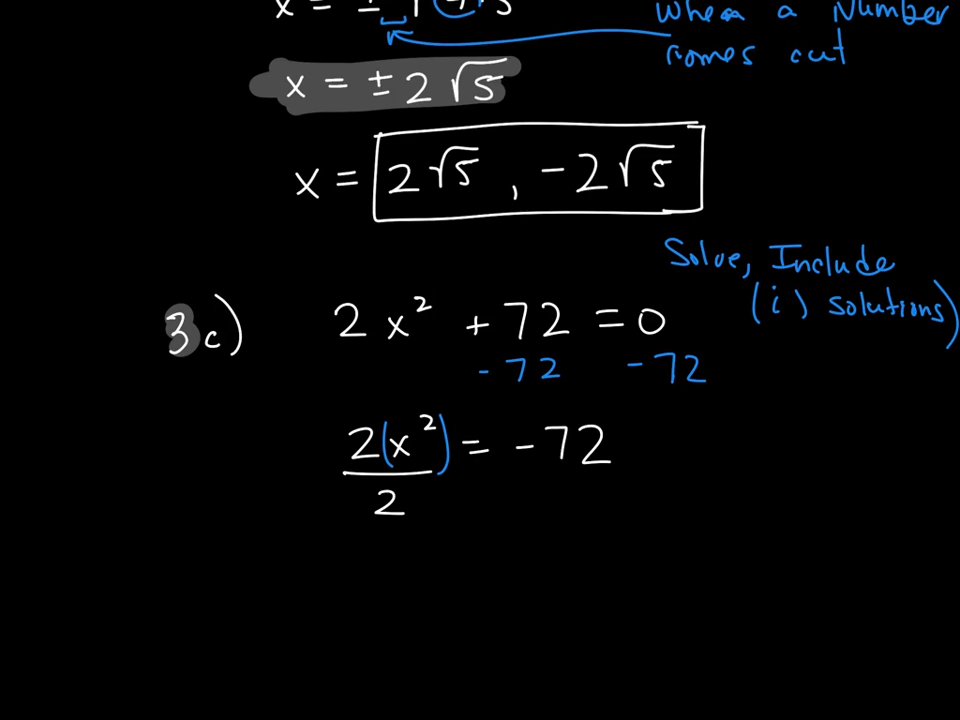 x = ±
When a Number
comes out
x = ± 2 √5
x = 2√5 , -2√5
Solve, Include
(i) solutions)
3c) 2x² + 72 = 0
-72 -72
2(x²) = -72
2